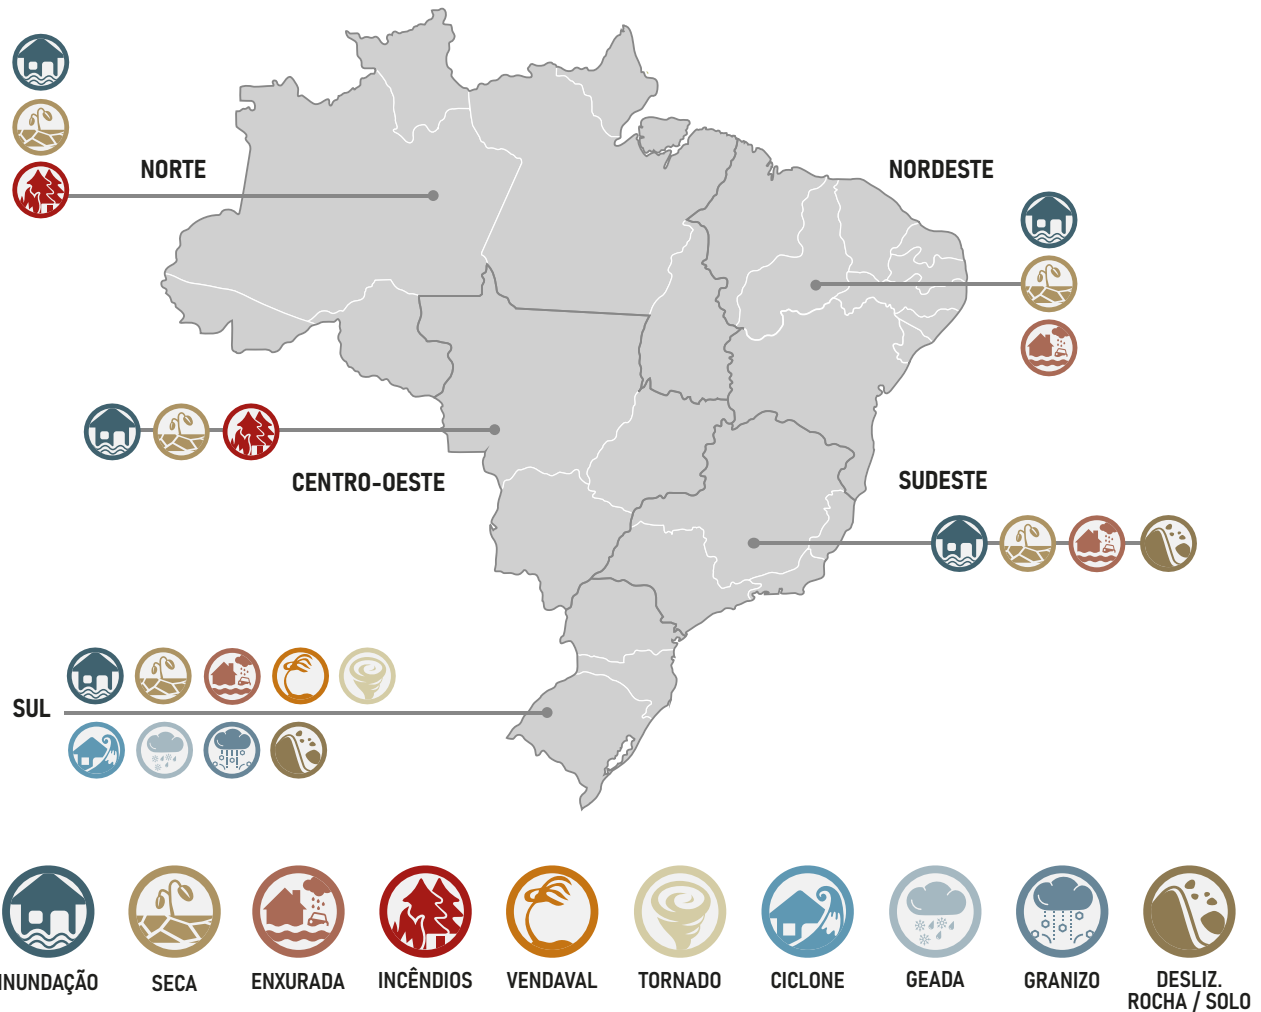 NORTE
NORDESTE
CENTRO-OESTE
SUDESTE
SUL
INUNDAÇÃO
SECA
ENXURADA
INCÊNDIOS
VENDAVAL
TORNADO
CICLONE
GEADA
GRANIZO
DESLIZ.
ROCHA / SOLO